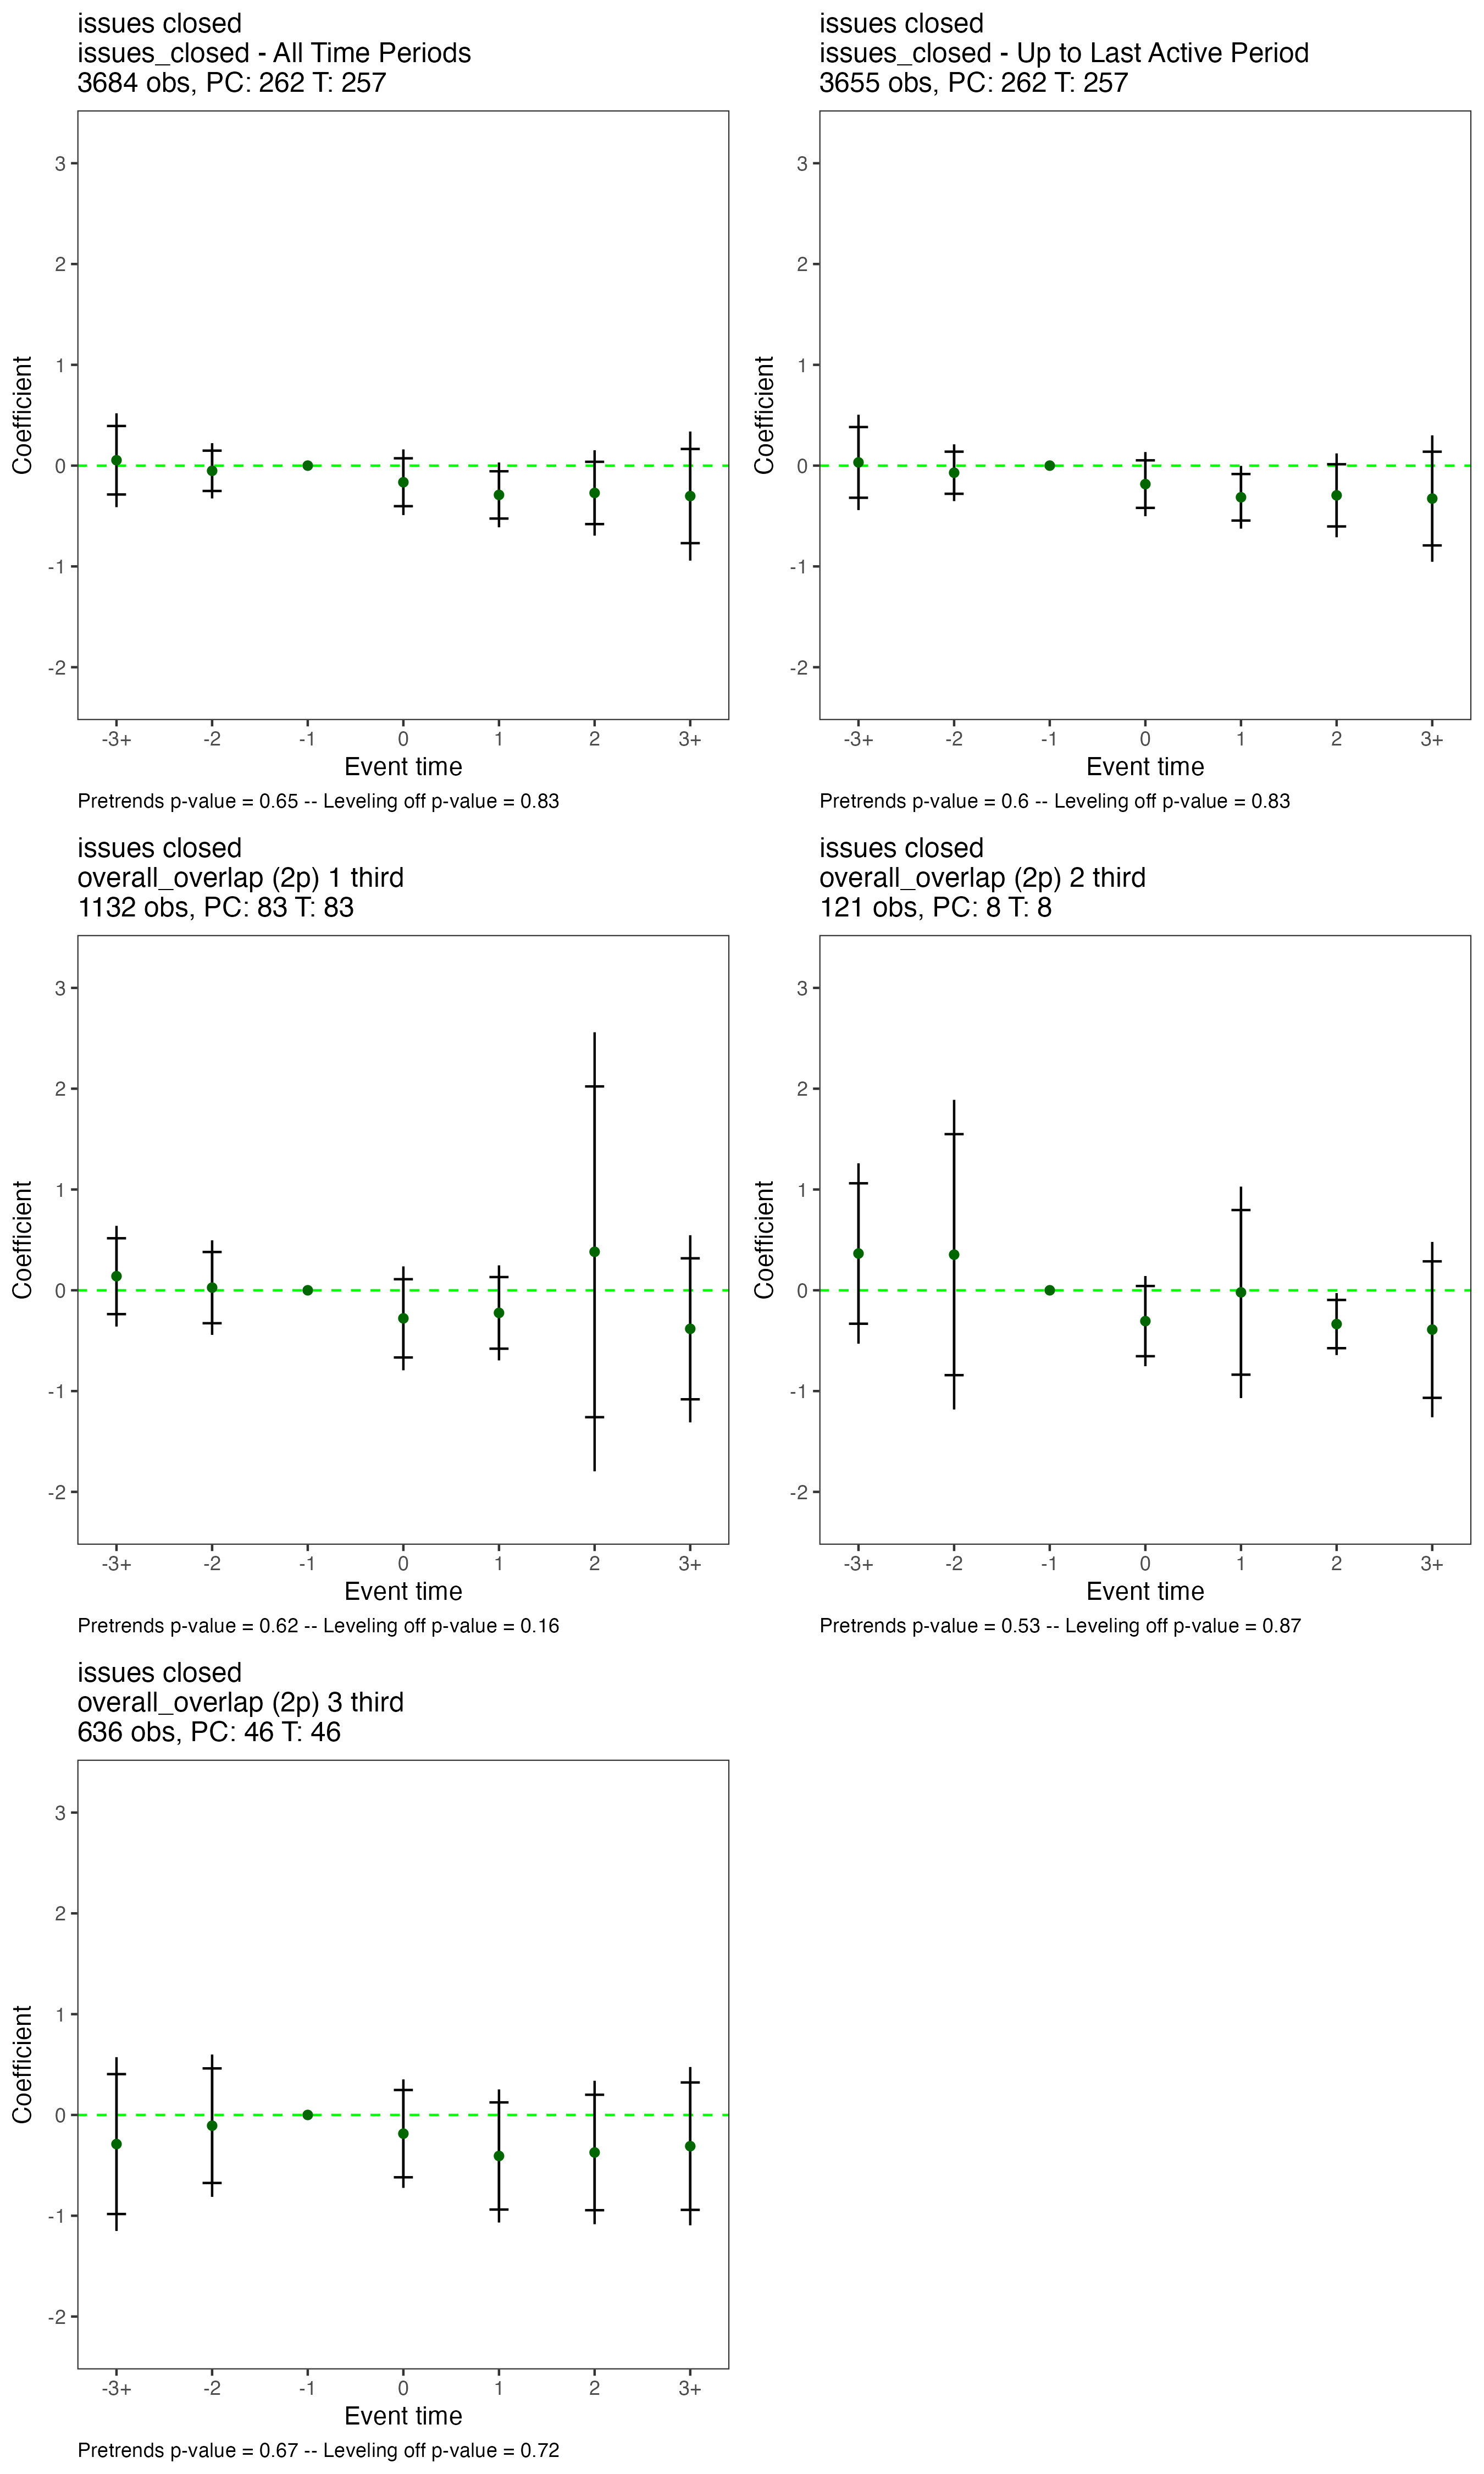 issues closed
issues_closed - All Time Periods
3684 obs, PC: 262 T: 257
Coefficient
3
2
1
0
-1
-2
-3+ -2 -1 0 1 2 3+
Event time
Pretrends p-value = 0.65 -- Leveling off p-value = 0.83
issues closed
issues_closed - Up to Last Active Period
3655 obs, PC: 262 T: 257
Coefficient
3
2
1
0
-1
-2
-3+ -2 -1 0 1 2 3+
Event time
Pretrends p-value = 0.6 -- Leveling off p-value = 0.83
issues closed
overall_overlap (2p) 1 third
1132 obs, PC: 83 T: 83
Coefficient
3
2
1
0
-1
-2
-3+ -2 -1 0 1 2 3+
Event time
Pretrends p-value = 0.62 -- Leveling off p-value = 0.16
issues closed
overall_overlap (2p) 2 third
121 obs, PC: 8 T: 8
Coefficient
3
2
1
0
-1
-2
-3+ -2 -1 0 1 2 3+
Event time
Pretrends p-value = 0.53 -- Leveling off p-value = 0.87
issues closed
overall_overlap (2p) 3 third
636 obs, PC: 46 T: 46
Coefficient
3
2
1
0
-1
-2
-3+ -2 -1 0 1 2 3+
Event time
Pretrends p-value = 0.67 -- Leveling off p-value = 0.72